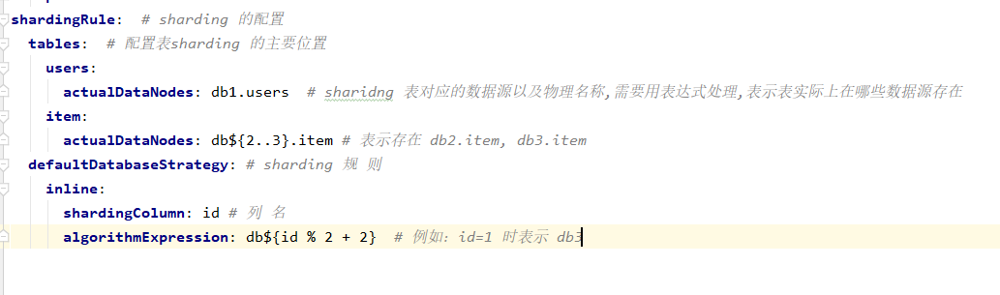 shardingRule:  # sharding 的配置
tables:  # 配置表sharding 的主要位置
users:
actualDataNodes: db1.users  # sharidng 表对应的数据源以及物理名称,需要用表达式处理,表示表实际上在哪些数据源存在
item:
actualDataNodes: db${2..3}.item # 表示存在 db2.item, db3.item
defaultDatabaseStrategy: # sharding 规 则
inline:
shardingColumn: id # 列 名
algorithmExpression: db${id % 2 + 2}  # 例如: id=1 时表示 db3